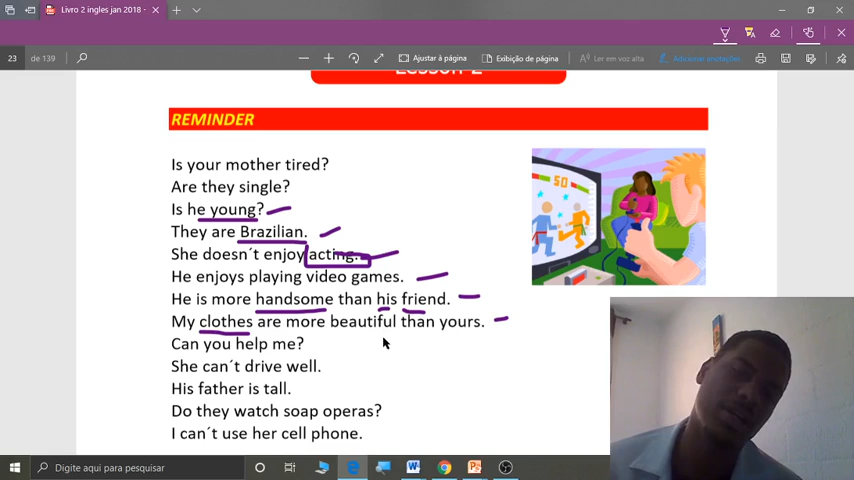 Livro 2 ingles jan 2018 -
23 de 139 Ajustar à página Exibição de página Ler em voz alta Adicionar anotações
Lesson-2
REMINDER
Is your mother tired?
Are they single?
Is he young?
They are Brazilian.
She doesn´t enjoy acting.
He enjoys playing video games.
He is more handsome than his friend.
My clothes are more beautiful than yours.
Can you help me?
She can´t drive well.
His father is tall.
Do they watch soap operas?
I can´t use her cell phone.
50
Digite aqui para pesquisar